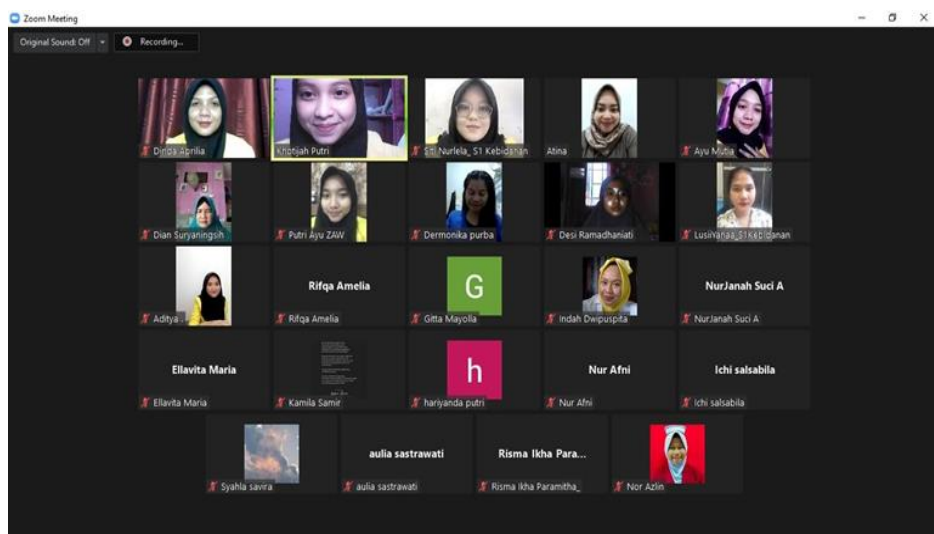 Zoom Meeting
Original Sound: Off
Recording...
Dinda Aprilia
Khotijah Putri
Siti Nurlela_ S1 Kebidanan
Atina
Ayu Mutia
Dian Suryaningsih
Putri Ayu ZAW
Dermonika purba
Desi Ramadhaniati
LusiiYanaa_S1Kebidanan
Aditya .
Rifqa Amelia
Rifqa Amelia
G
Gitta Mayolla
Indah Dwipuspita
NurJanah Suci A
NurJanah Suci A
Ellavita Maria
Ellavita Maria
Kamila Samir
h
hariyanda putri
Nur Afni
Nur Afni
Ichi salsabila
Ichi salsabila
Syahla savira
aulia sastrawati
aulia sastrawati
Risma Ikha Para...
Risma Ikha Paramitha_
Nor Azlin